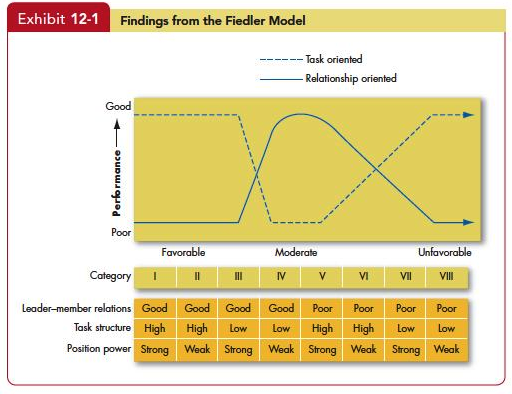 Exhibit 12-1 Findings from the Fiedler Model
Task oriented
Relationship oriented
Good
Performance
Poor
Favorable Moderate Unfavorable
Category I II III IV V VI VII VIII
Leader–member relations Good Good Good Good Poor Poor Poor Poor
Task structure High High Low Low High High Low Low
Position power Strong Weak Strong Weak Strong Weak Strong Weak